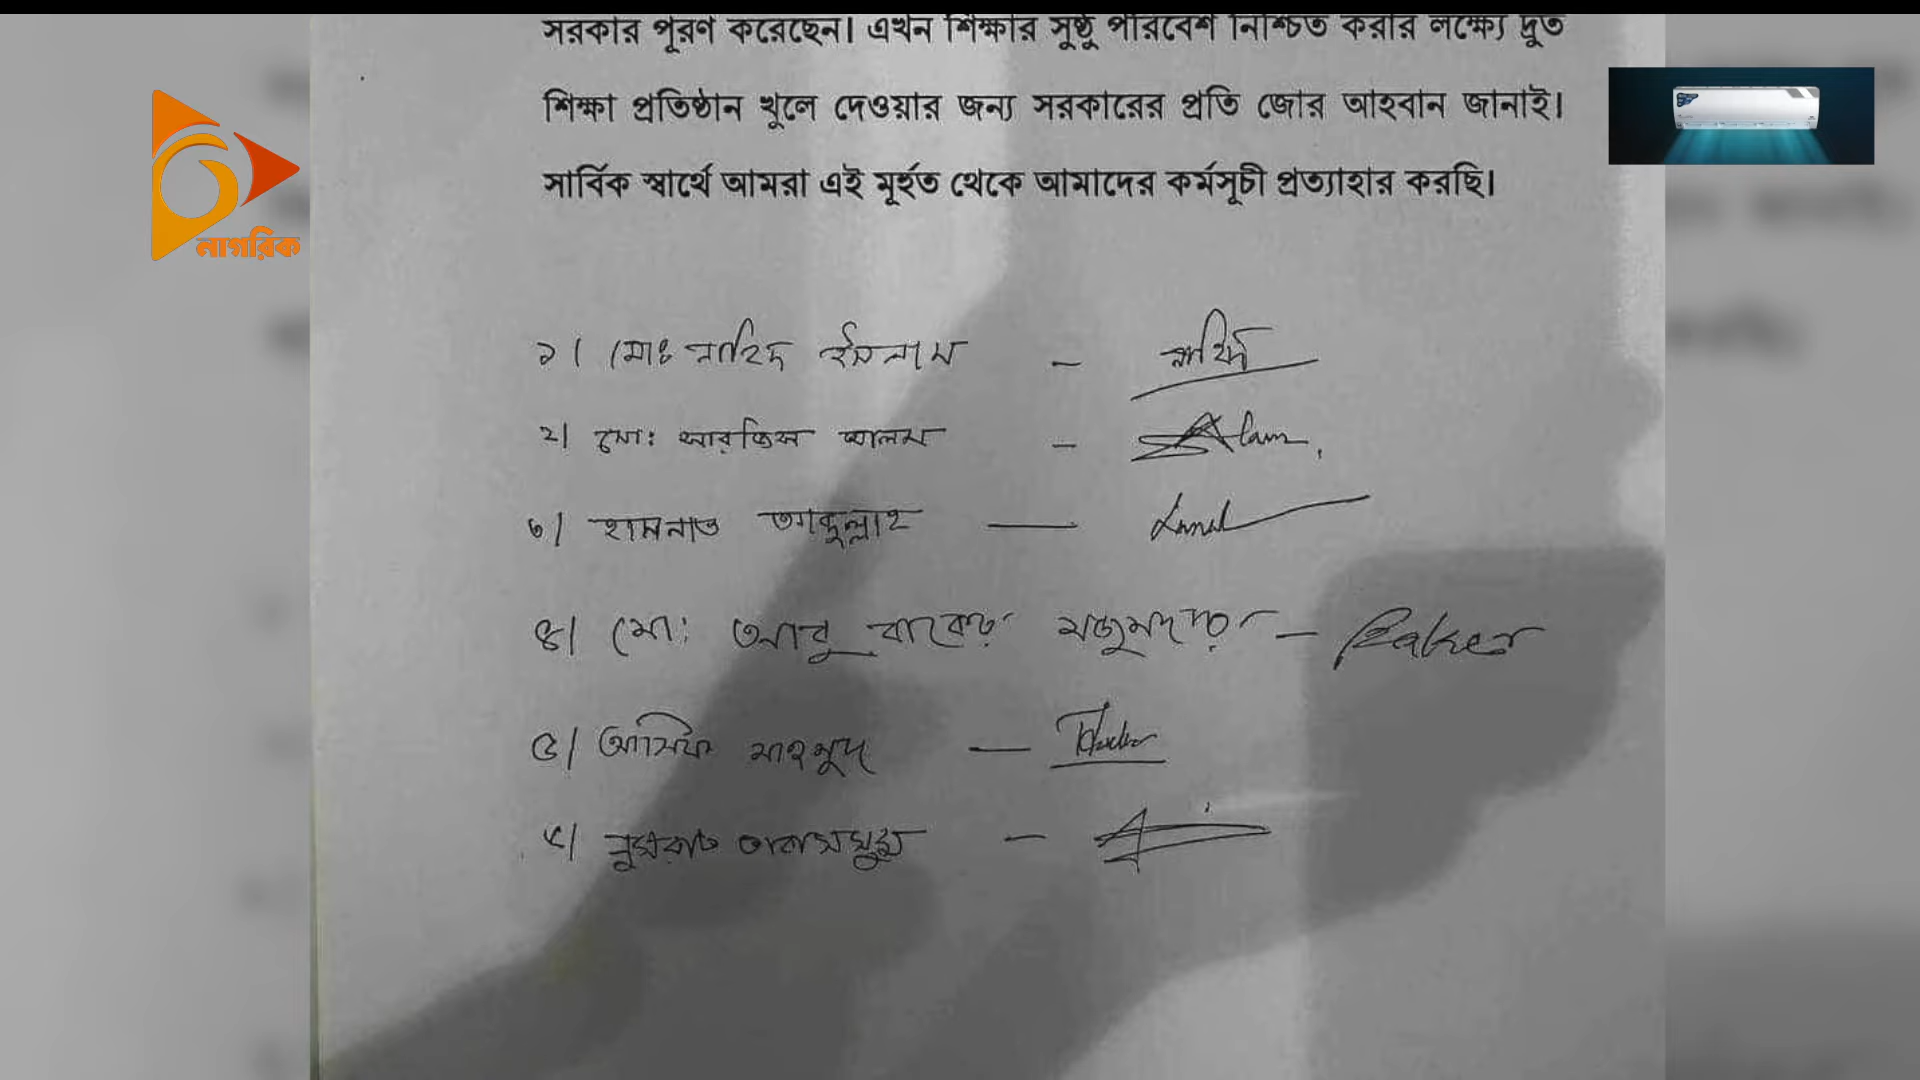 সরকার পূরণ করেছেন। এখন শিক্ষার সুষ্ঠু পরিবেশ নিশ্চিত করার লক্ষ্যে দ্রুত
শিক্ষা প্রতিষ্ঠান খুলে দেওয়ার জন্য সরকারের প্রতি জোর আহবান জানাই।
সার্বিক স্বার্থে আমরা এই মূর্হুত থেকে আমাদের কর্মসূচী প্রত্যাহার করছি।
নাগরিক
১। মোঃ নাহিদ ইসলাম - নাহিদ
২। মো: সারজিস আলম - Alam
৩। হাসনাত আব্দুল্লাহ —
৪। মো: আবু বাকের মজুমদার - Baker
৫। আসিফ মাহমুদ —
৬। নুসরাত তাবাসসুম -